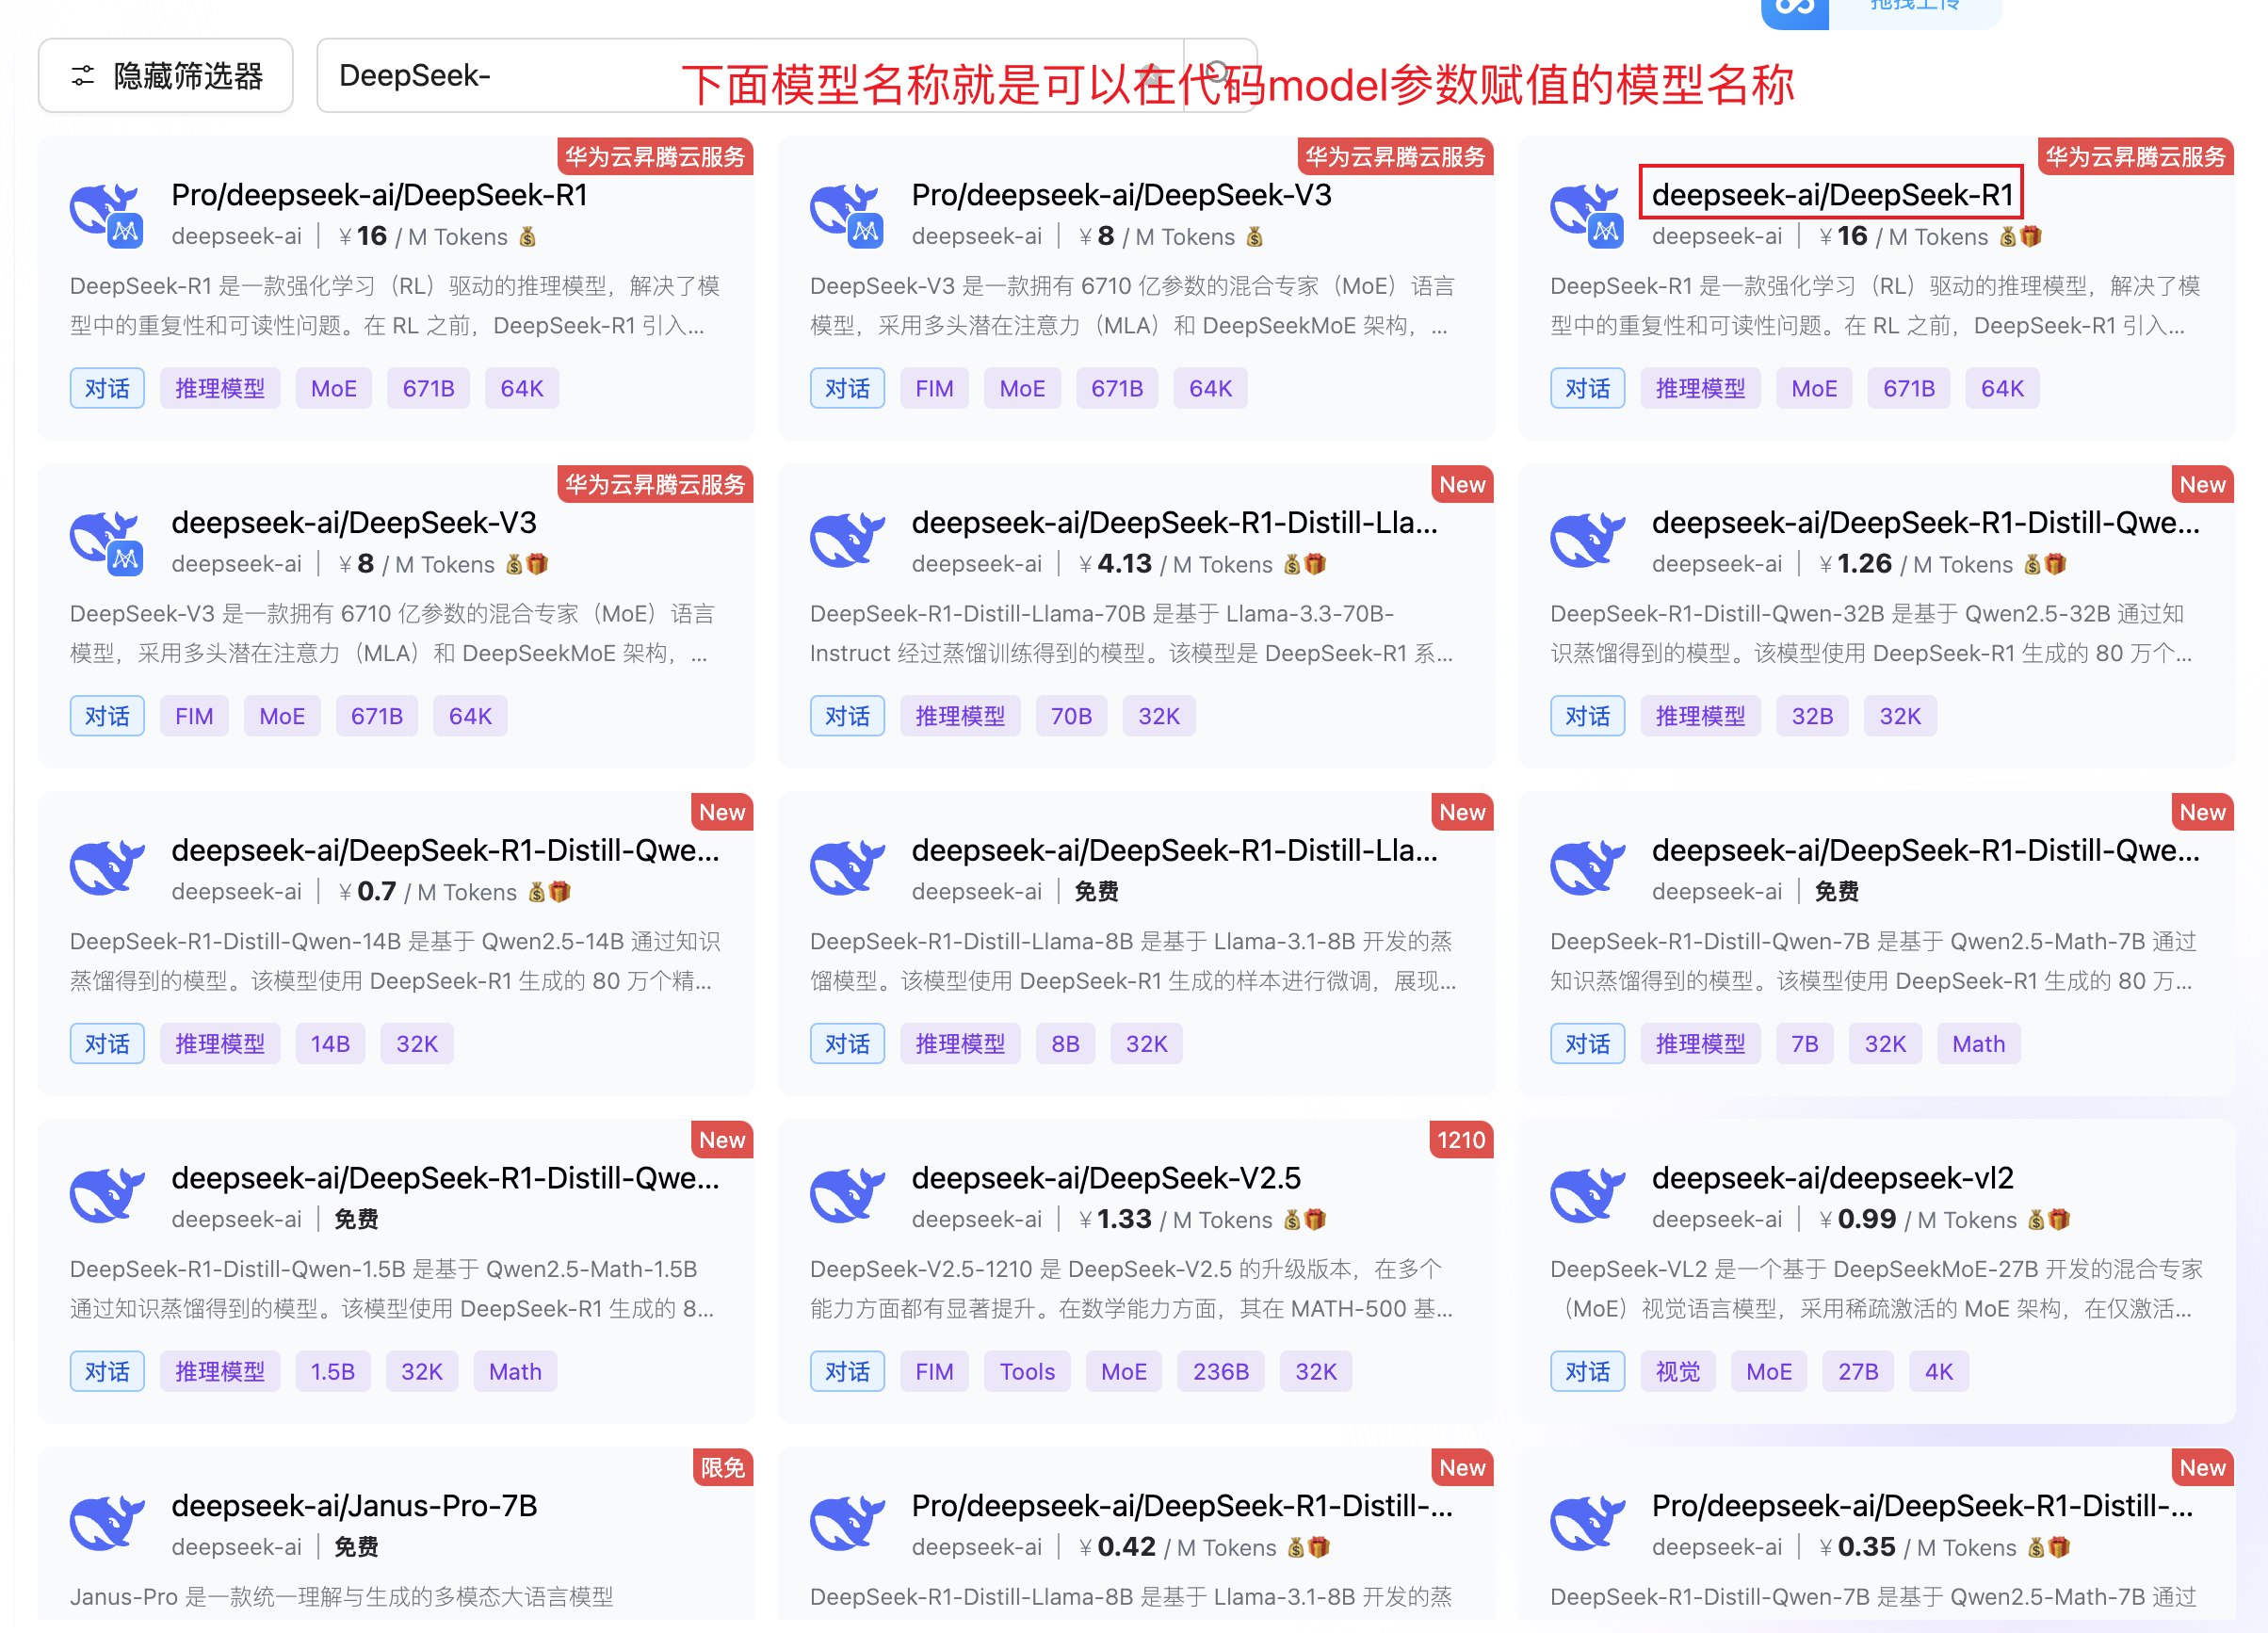 拖拽上传
隐藏筛选器
DeepSeek-
下面模型名称就是可以在代码model参数赋值的模型名称
华为云昇腾云服务
Pro/deepseek-ai/DeepSeek-R1
deepseek-ai | ¥ 16 / M Tokens
DeepSeek-R1 是一款强化学习（RL）驱动的推理模型，解决了模
型中的重复性和可读性问题。在 RL 之前，DeepSeek-R1 引入...
对话 推理模型 MoE 671B 64K
华为云昇腾云服务
Pro/deepseek-ai/DeepSeek-V3
deepseek-ai | ¥ 8 / M Tokens
DeepSeek-V3 是一款拥有 6710 亿参数的混合专家（MoE）语言
模型，采用多头潜在注意力（MLA）和 DeepSeekMoE 架构，...
对话 FIM MoE 671B 64K
华为云昇腾云服务
deepseek-ai/DeepSeek-R1
deepseek-ai | ¥ 16 / M Tokens
DeepSeek-R1 是一款强化学习（RL）驱动的推理模型，解决了模
型中的重复性和可读性问题。在 RL 之前，DeepSeek-R1 引入...
对话 推理模型 MoE 671B 64K
华为云昇腾云服务
deepseek-ai/DeepSeek-V3
deepseek-ai | ¥ 8 / M Tokens
DeepSeek-V3 是一款拥有 6710 亿参数的混合专家（MoE）语言
模型，采用多头潜在注意力（MLA）和 DeepSeekMoE 架构，...
对话 FIM MoE 671B 64K
New
deepseek-ai/DeepSeek-R1-Distill-Lla...
deepseek-ai | ¥ 4.13 / M Tokens
DeepSeek-R1-Distill-Llama-70B 是基于 Llama-3.3-70B-
Instruct 经过蒸馏训练得到的模型。该模型是 DeepSeek-R1 系...
对话 推理模型 70B 32K
New
deepseek-ai/DeepSeek-R1-Distill-Qwe...
deepseek-ai | ¥ 1.26 / M Tokens
DeepSeek-R1-Distill-Qwen-32B 是基于 Qwen2.5-32B 通过知
识蒸馏得到的模型。该模型使用 DeepSeek-R1 生成的 80 万个...
对话 推理模型 32B 32K
New
deepseek-ai/DeepSeek-R1-Distill-Qwe...
deepseek-ai | ¥ 0.7 / M Tokens
DeepSeek-R1-Distill-Qwen-14B 是基于 Qwen2.5-14B 通过知识
蒸馏得到的模型。该模型使用 DeepSeek-R1 生成的 80 万个精...
对话 推理模型 14B 32K
New
deepseek-ai/DeepSeek-R1-Distill-Lla...
deepseek-ai | 免费
DeepSeek-R1-Distill-Llama-8B 是基于 Llama-3.1-8B 开发的蒸
馏模型。该模型使用 DeepSeek-R1 生成的样本进行微调，展现...
对话 推理模型 8B 32K
New
deepseek-ai/DeepSeek-R1-Distill-Qwe...
deepseek-ai | 免费
DeepSeek-R1-Distill-Qwen-7B 是基于 Qwen2.5-Math-7B 通过
知识蒸馏得到的模型。该模型使用 DeepSeek-R1 生成的 80 万...
对话 推理模型 7B 32K Math
New
deepseek-ai/DeepSeek-R1-Distill-Qwe...
deepseek-ai | 免费
DeepSeek-R1-Distill-Qwen-1.5B 是基于 Qwen2.5-Math-1.5B
通过知识蒸馏得到的模型。该模型使用 DeepSeek-R1 生成的 8...
对话 推理模型 1.5B 32K Math
1210
deepseek-ai/DeepSeek-V2.5
deepseek-ai | ¥ 1.33 / M Tokens
DeepSeek-V2.5-1210 是 DeepSeek-V2.5 的升级版本，在多个
能力方面都有显著提升。在数学能力方面，其在 MATH-500 基...
对话 FIM Tools MoE 236B 32K
deepseek-ai/deepseek-vl2
deepseek-ai | ¥ 0.99 / M Tokens
DeepSeek-VL2 是一个基于 DeepSeekMoE-27B 开发的混合专家
（MoE）视觉语言模型，采用稀疏激活的 MoE 架构，在仅激活...
对话 视觉 MoE 27B 4K
限免
deepseek-ai/Janus-Pro-7B
deepseek-ai | 免费
Janus-Pro 是一款统一理解与生成的多模态大语言模型
New
Pro/deepseek-ai/DeepSeek-R1-Distill-...
deepseek-ai | ¥ 0.42 / M Tokens
DeepSeek-R1-Distill-Llama-8B 是基于 Llama-3.1-8B 开发的蒸
New
Pro/deepseek-ai/DeepSeek-R1-Distill-...
deepseek-ai | ¥ 0.35 / M Tokens
DeepSeek-R1-Distill-Qwen-7B 是基于 Qwen2.5-Math-7B 通过